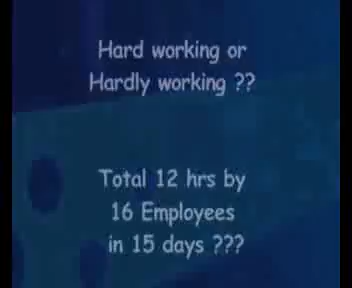 Hard working or
Hardly working ??
Total 12 hrs by
16 Employees
in 15 days ???